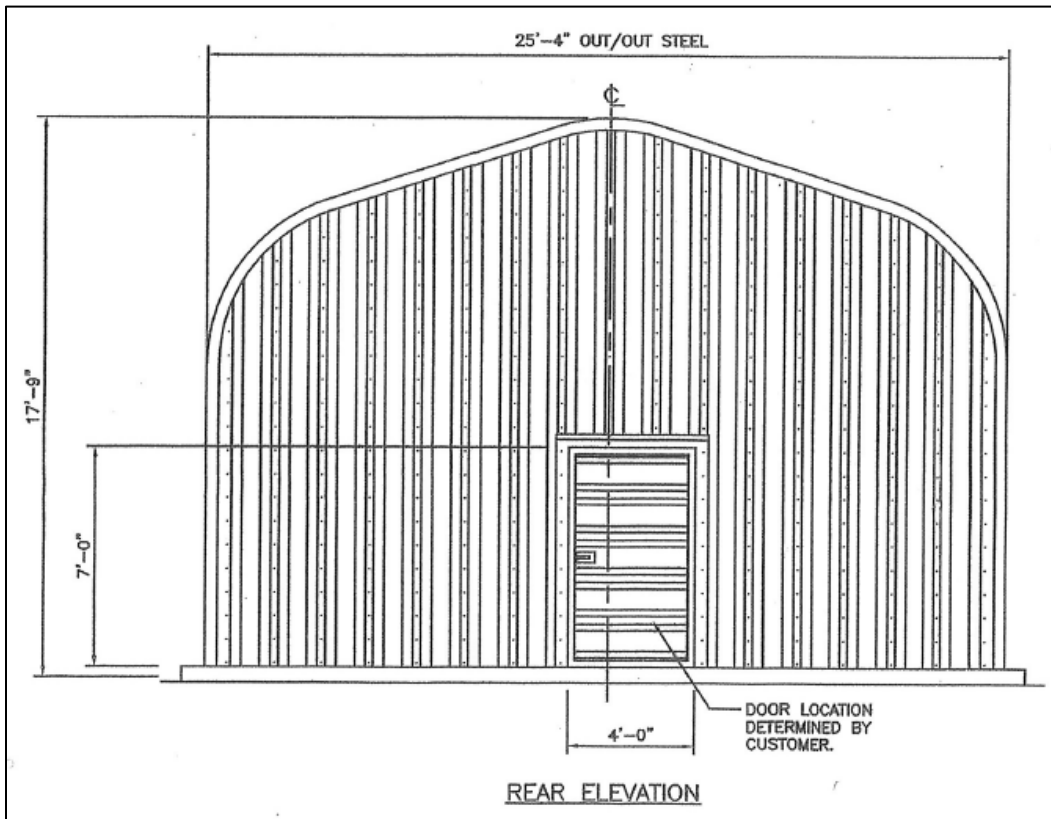 25'-4" OUT/OUT STEEL
℄
17'-9"
7'-0"
4'-0"
DOOR LOCATION
DETERMINED BY
CUSTOMER.
REAR ELEVATION